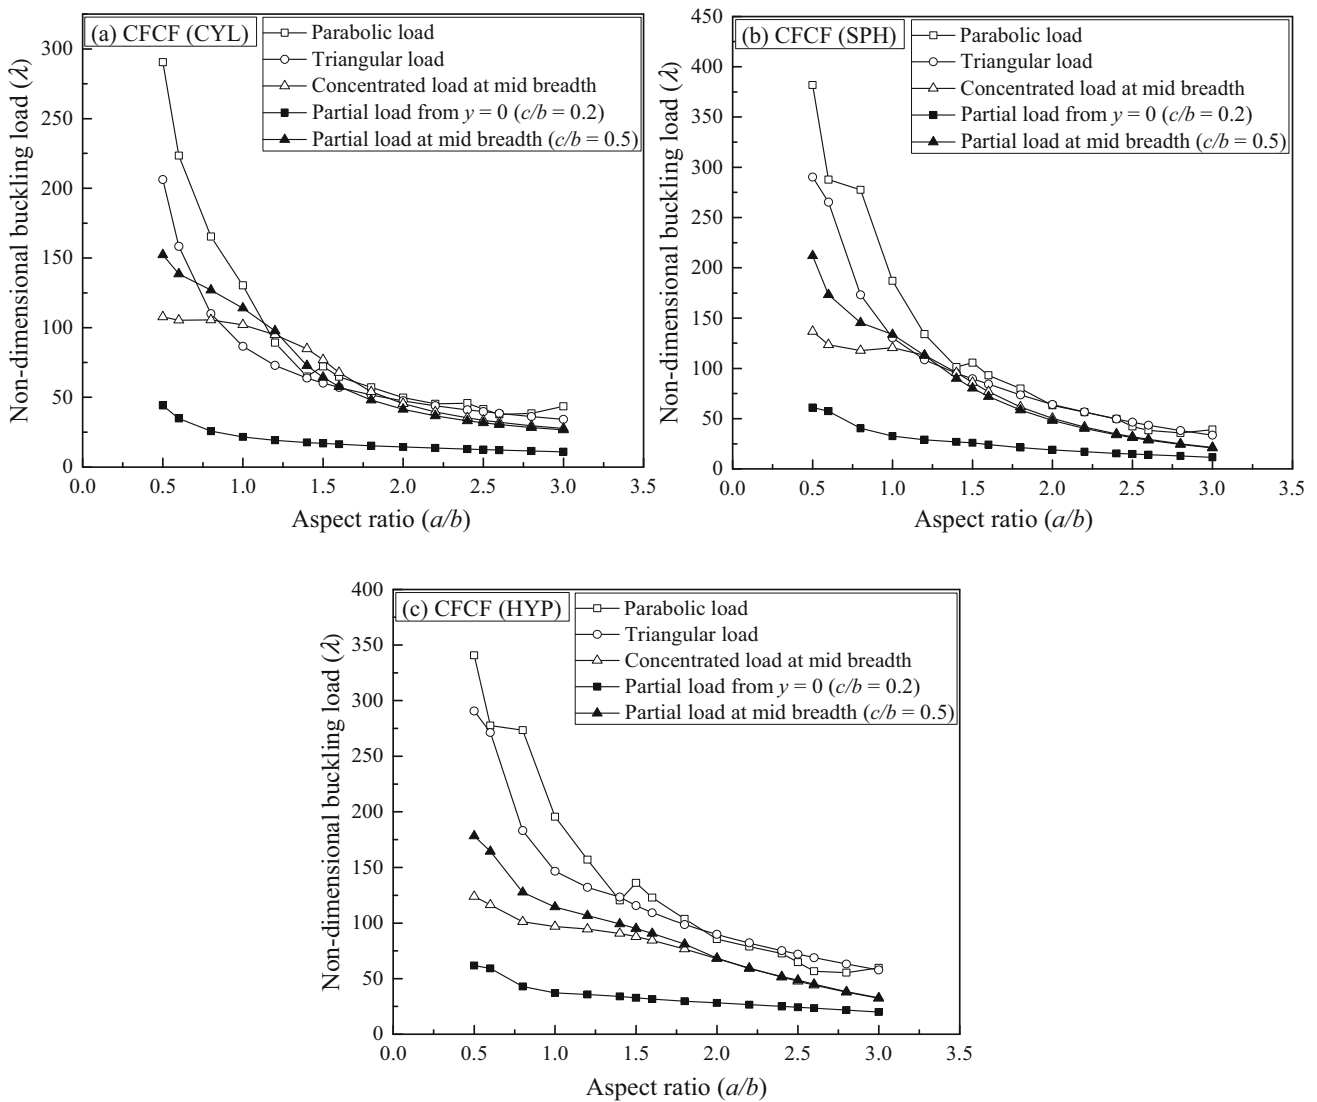 (a) CFCF (CYL)
Parabolic load
Triangular load
Concentrated load at mid breadth
Partial load from y = 0 (c/b = 0.2)
Partial load at mid breadth (c/b = 0.5)
Non-dimensional buckling load (λ)
300
250
200
150
100
50
0
0.0 0.5 1.0 1.5 2.0 2.5 3.0 3.5
Aspect ratio (a/b)
(b) CFCF (SPH)
Parabolic load
Triangular load
Concentrated load at mid breadth
Partial load from y = 0 (c/b = 0.2)
Partial load at mid breadth (c/b = 0.5)
Non-dimensional buckling load (λ)
450
400
350
300
250
200
150
100
50
0
0.0 0.5 1.0 1.5 2.0 2.5 3.0 3.5
Aspect ratio (a/b)
(c) CFCF (HYP)
Parabolic load
Triangular load
Concentrated load at mid breadth
Partial load from y = 0 (c/b = 0.2)
Partial load at mid breadth (c/b = 0.5)
Non-dimensional buckling load (λ)
400
350
300
250
200
150
100
50
0
0.0 0.5 1.0 1.5 2.0 2.5 3.0 3.5
Aspect ratio (a/b)